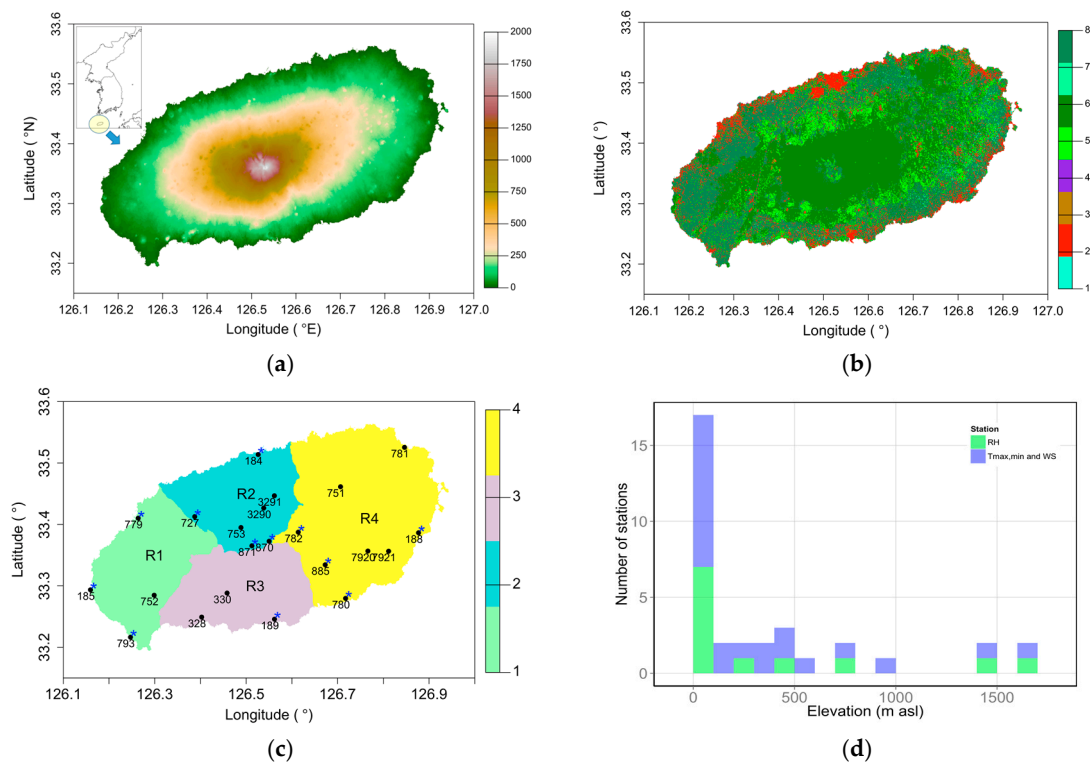 33.6
33.5
33.4
33.3
33.2
Latitude ( °N)
126.1 126.2 126.3 126.4 126.5 126.6 126.7 126.8 126.9 127.0
Longitude ( °E)
2000
1750
1500
1250
1000
750
500
250
0
(a)
33.6
33.5
33.4
33.3
33.2
Latitude ( °)
126.1 126.2 126.3 126.4 126.5 126.6 126.7 126.8 126.9 127.0
Longitude ( °)
8
7
6
5
4
3
2
1
(b)
33.6
33.5
33.4
33.3
33.2
Latitude ( °)
184
781
3291
R2
751
3290
779
727
753
R4
782
188
870
871
7920
7921
R1
885
185
752
330
R3
780
328
189
793
126.1 126.3 126.5 126.7 126.9
Longitude ( °)
4
3
2
1
(c)
15
10
5
0
Number of stations
Station
RH
Tmax,min and WS
0 500 1000 1500
Elevation (m asl)
(d)